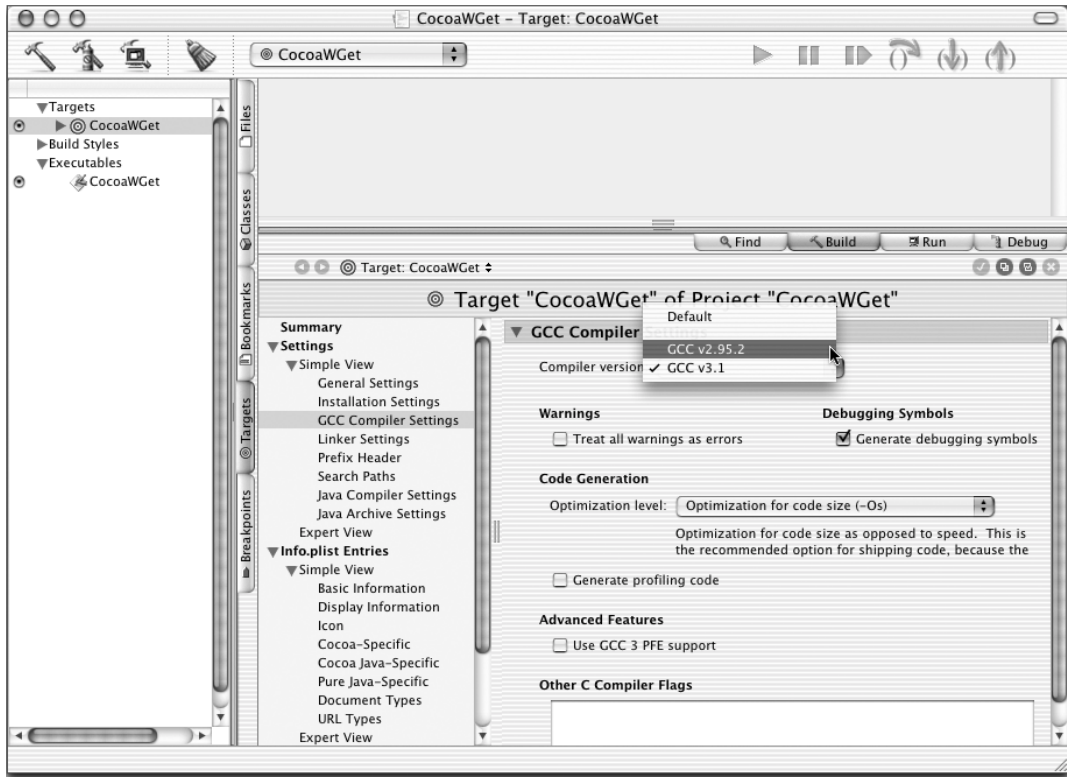 CocoaWGet – Target: CocoaWGet
CocoaWGet
Targets
CocoaWGet
Build Styles
Executables
CocoaWGet
Files
Classes
Bookmarks
Targets
Breakpoints
Find
Build
Run
Debug
Target: CocoaWGet
Target "CocoaWGet" of Project "CocoaWGet"
Summary
Settings
Simple View
General Settings
Installation Settings
GCC Compiler Settings
Linker Settings
Prefix Header
Search Paths
Java Compiler Settings
Java Archive Settings
Expert View
Info.plist Entries
Simple View
Basic Information
Display Information
Icon
Cocoa-Specific
Cocoa Java-Specific
Pure Java-Specific
Document Types
URL Types
Expert View
GCC Compiler
Compiler version
Default
GCC v2.95.2
✓ GCC v3.1
Warnings
Treat all warnings as errors
Debugging Symbols
Generate debugging symbols
Code Generation
Optimization level: Optimization for code size (-Os)
Optimization for code size as opposed to speed. This is
the recommended option for shipping code, because the
Generate profiling code
Advanced Features
Use GCC 3 PFE support
Other C Compiler Flags